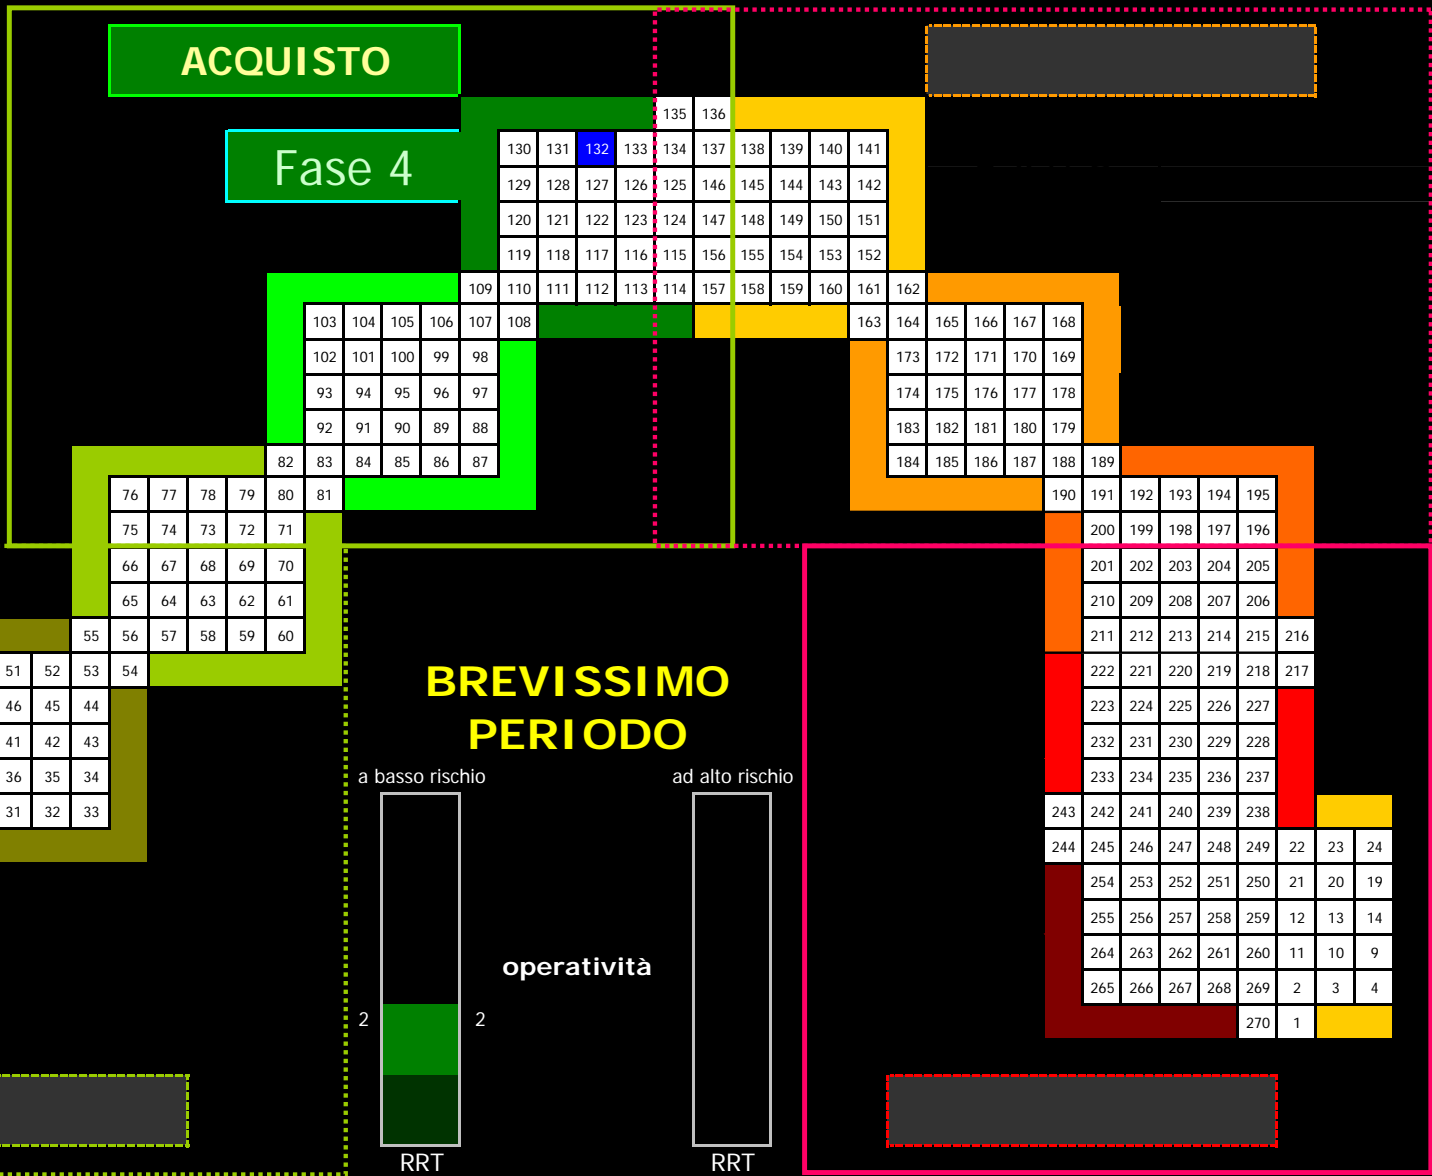 ACQUISTO
135 136
Fase 4
130 131 132 133 134 137 138 139 140 141
129 128 127 126 125 146 145 144 143 142
120 121 122 123 124 147 148 149 150 151
119 118 117 116 115 156 155 154 153 152
109 110 111 112 113 114 157 158 159 160 161 162
103 104 105 106 107 108 163 164 165 166 167 168
102 101 100 99 98 173 172 171 170 169
93 94 95 96 97 174 175 176 177 178
92 91 90 89 88 183 182 181 180 179
82 83 84 85 86 87 184 185 186 187 188 189
76 77 78 79 80 81 190 191 192 193 194 195
75 74 73 72 71 200 199 198 197 196
66 67 68 69 70 201 202 203 204 205
65 64 63 62 61 210 209 208 207 206
55 56 57 58 59 60 211 212 213 214 215 216
51 52 53 54 222 221 220 219 218 217
46 45 44 223 224 225 226 227
41 42 43 232 231 230 229 228
36 35 34 233 234 235 236 237
31 32 33 243 242 241 240 239 238
244 245 246 247 248 249 22 23 24
254 253 252 251 250 21 20 19
255 256 257 258 259 12 13 14
264 263 262 261 260 11 10 9
265 266 267 268 269 2 3 4
270 1
BREVISSIMO
PERIODO
a basso rischio ad alto rischio
operatività
2 2
RRT RRT